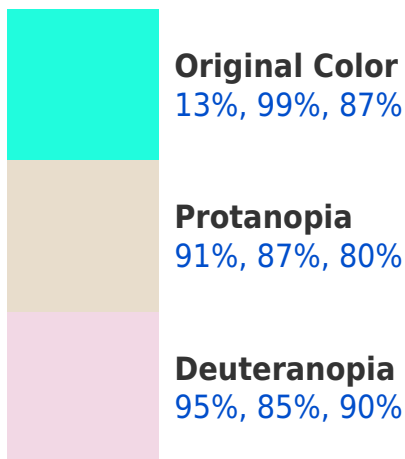 Original Color
13%, 99%, 87%
Protanopia
91%, 87%, 80%
Deuteranopia
95%, 85%, 90%